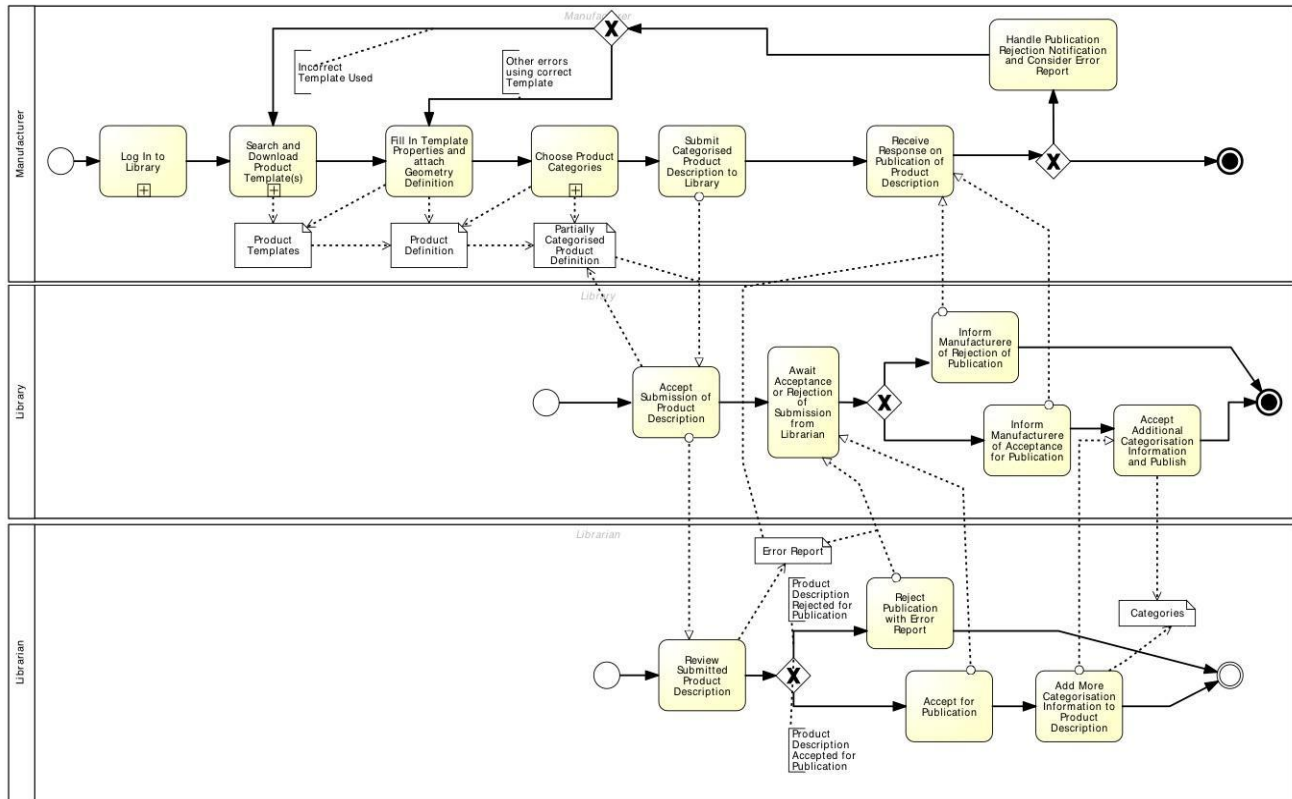 Manufacturer
Manufacturer
Incorrect
Template Used
Other errors
using correct
Template
Handle Publication
Rejection Notification
and Consider Error
Report
Log In to
Library
Search and
Download
Product
Template(s)
Fill In Template
Properties and
attach
Geometry
Definition
Choose Product
Categories
Submit
Categorised
Product
Description to
Library
Receive
Response on
Publication of
Product
Description
Product
Templates
Product
Definition
Partially
Categorised
Product
Definition
Library
Library
Accept
Submission of
Product
Description
Await
Acceptance
or Rejection
of
Submission
from
Librarian
Inform
Manufacturere
of Rejection of
Publication
Inform
Manufacturere
of Acceptance
for Publication
Accept
Additional
Categorisation
Information
and Publish
Librarian
Librarian
Error Report
Product
Description
Rejected for
Publication
Reject
Publication
with Error
Report
Categories
Review
Submitted
Product
Description
Accept for
Publication
Add More
Categorisation
Information to
Product
Description
Product
Description
Accepted for
Publication